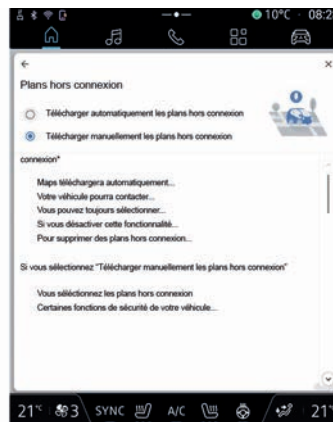 10°C 08:2
Plans hors connexion
Télécharger automatiquement les plans hors connexion
Télécharger manuellement les plans hors connexion
connexion*
Maps téléchargera automatiquement...
Votre véhicule pourra contacter...
Vous pouvez toujours sélectionner...
Si vous désactiver cette fonctionnalité...
Pour supprimer des plans hors connexion...
Si vous sélectionnez "Télécharger manuellement les plans hors connexion"
Vous séléctionnez les plans hors connexion
Certaines fonctions de sécurité de votre véhicule...
21°C 3 SYNC A/C 21°